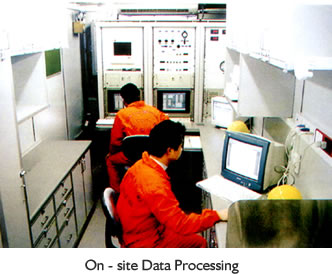 On - site Data Processing